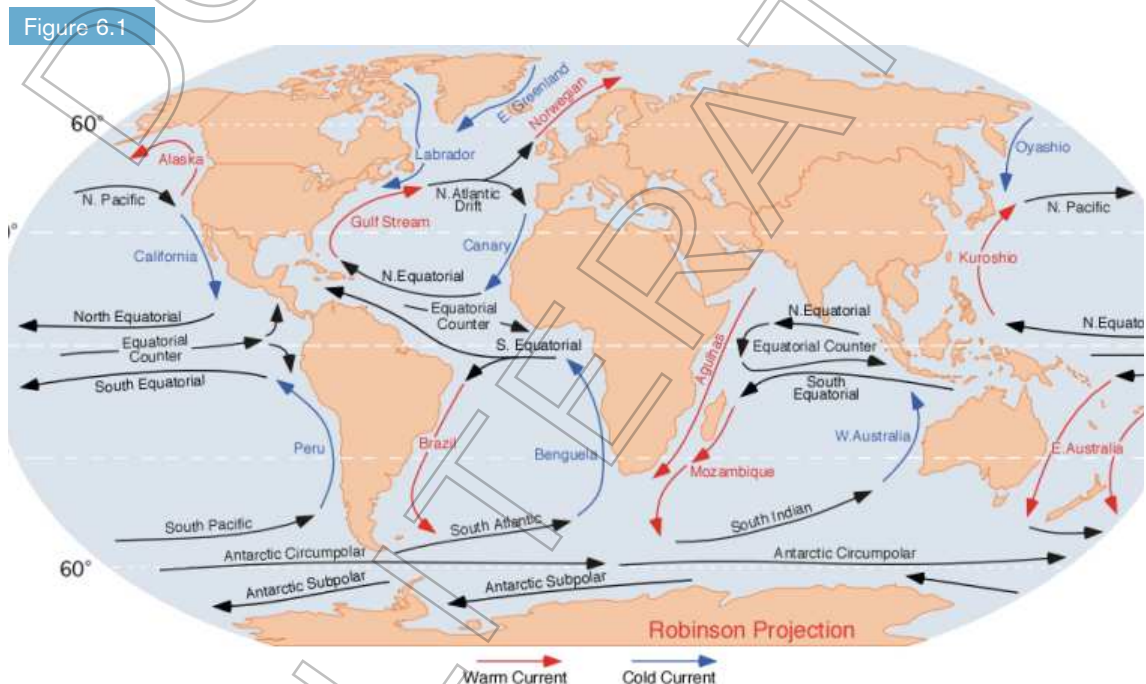 Figure 6.1
60°
E. Greenland
Norwegian
Alaska
Labrador
Oyashio
N. Pacific
N. Atlantic
Drift
N. Pacific
Gulf Stream
California
Canary
Kuroshio
N.Equatorial
North Equatorial
Equatorial
Counter
N.Equatorial
N.Equato
Equatorial
Counter
S. Equatorial
Equatorial Counter
South Equatorial
South
Equatorial
Agulhas
Peru
Brazil
Benguela
Mozambique
W.Australia
E.Australia
South Pacific
South Atlantic
South Indian
Antarctic Circumpolar
Antarctic Circumpolar
60°
Antarctic Subpolar
Antarctic Subpolar
Robinson Projection
Warm Current
Cold Current